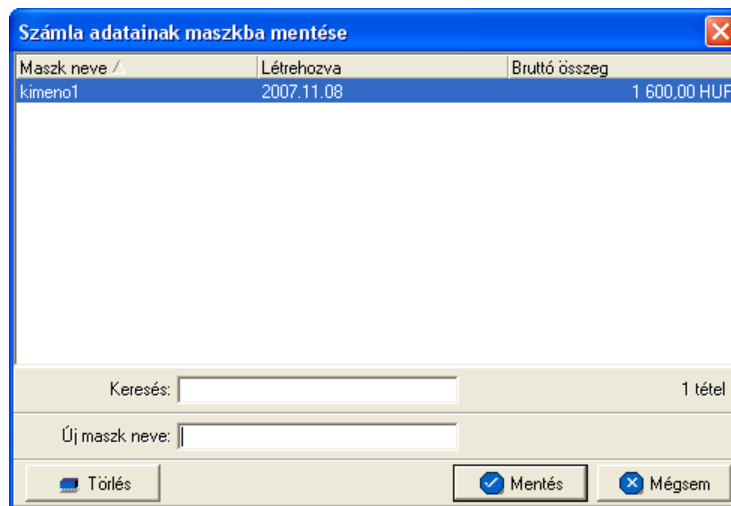 Számla adatainak maszkba mentése
Maszk neve Létrehozva Bruttó összeg
kimeno1 2007.11.08 1 600,00 HUF
Keresés: 1 tétel
Új maszk neve:
Törlés Mentés Mégsem